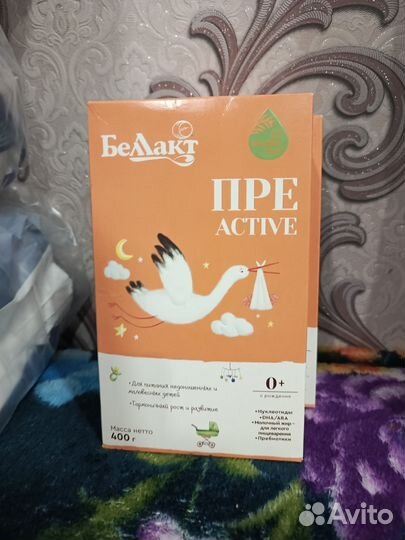 Беллакт
ПРЕ
ACTIVE
• Для питания недоношенных и
маловесных детей
• Гармоничный рост и развитие
Масса нетто
400 г
0+
с рождения
• Нуклеотиды
• DHA/ARA
• Молочный жир -
для легкого
пищеварения
• Пребиотики
Avito